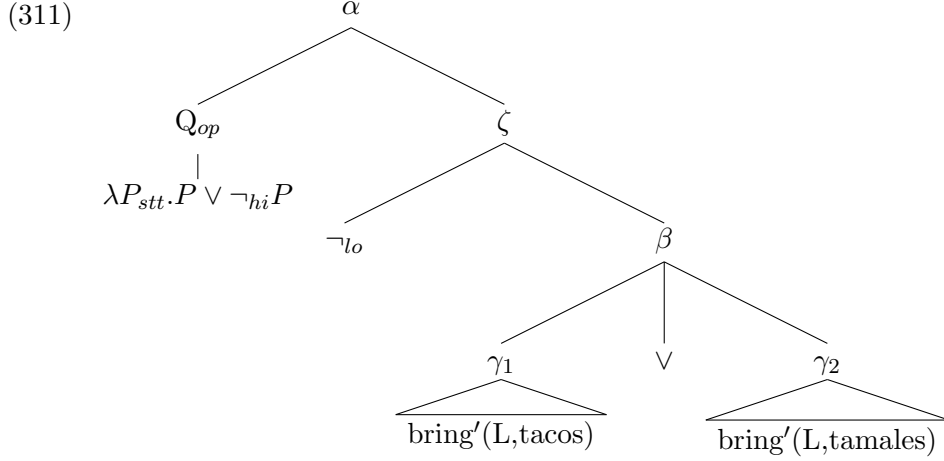 (311)
α
Q_op ζ
λP_stt.P ∨ ¬_hi P
¬_lo β
γ₁ ∨ γ₂
bring′(L,tacos) bring′(L,tamales)